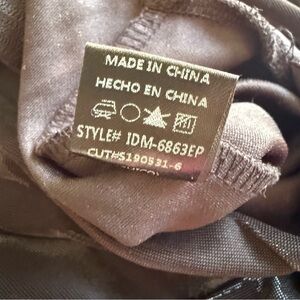 MADE IN CHINA
HECHO EN CHINA
STYLE# IDM-6863EP
CUT#S190531-6